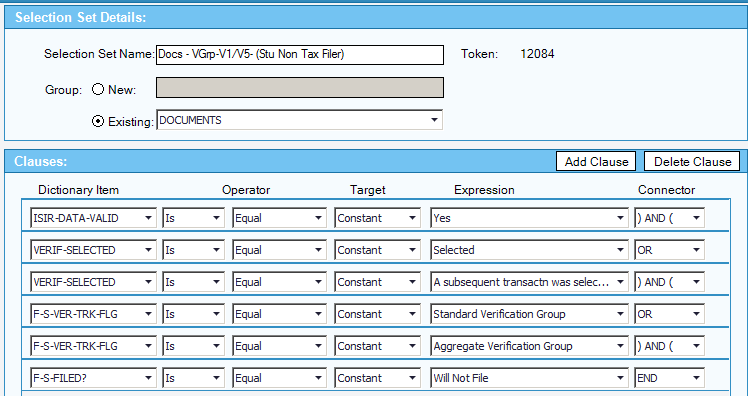 Selection Set Details:
Selection Set Name: Docs - VGrp-V1/V5- (Stu Non Tax Filer) Token: 12084
Group: New:
Existing: DOCUMENTS
Clauses: Add Clause Delete Clause
Dictionary Item Operator Target Expression Connector
ISIR-DATA-VALID Is Equal Constant Yes ) AND (
VERIF-SELECTED Is Equal Constant Selected OR
VERIF-SELECTED Is Equal Constant A subsequent transactn was selec... ) AND (
F-S-VER-TRK-FLG Is Equal Constant Standard Verification Group OR
F-S-VER-TRK-FLG Is Equal Constant Aggregate Verification Group ) AND (
F-S-FILED? Is Equal Constant Will Not File END